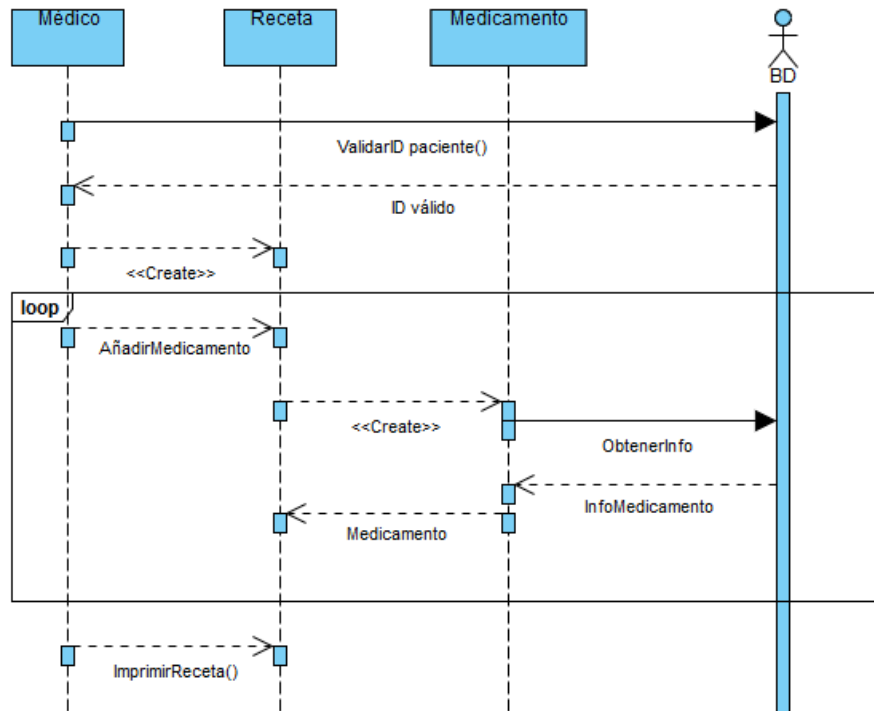 Médico
Receta
Medicamento
BD
ValidarID paciente()
ID válido
<<Create>>
loop
AñadirMedicamento
<<Create>>
ObtenerInfo
InfoMedicamento
Medicamento
ImprimirReceta()